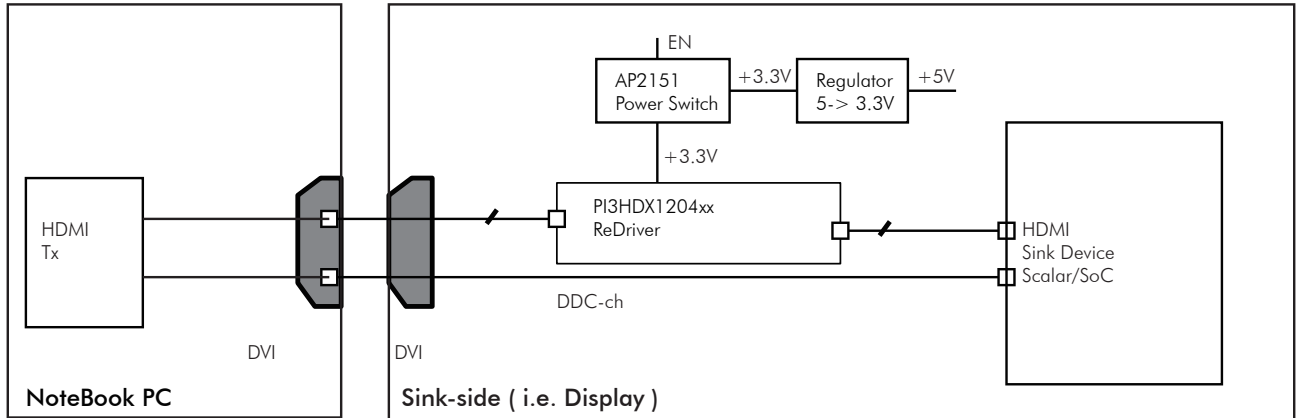 EN
AP2151
Power Switch
+3.3V
Regulator
5-> 3.3V
+5V
+3.3V
HDMI
Tx
PI3HDX1204xx
ReDriver
HDMI
Sink Device
Scalar/SoC
DDC-ch
DVI
DVI
NoteBook PC
Sink-side ( i.e. Display )